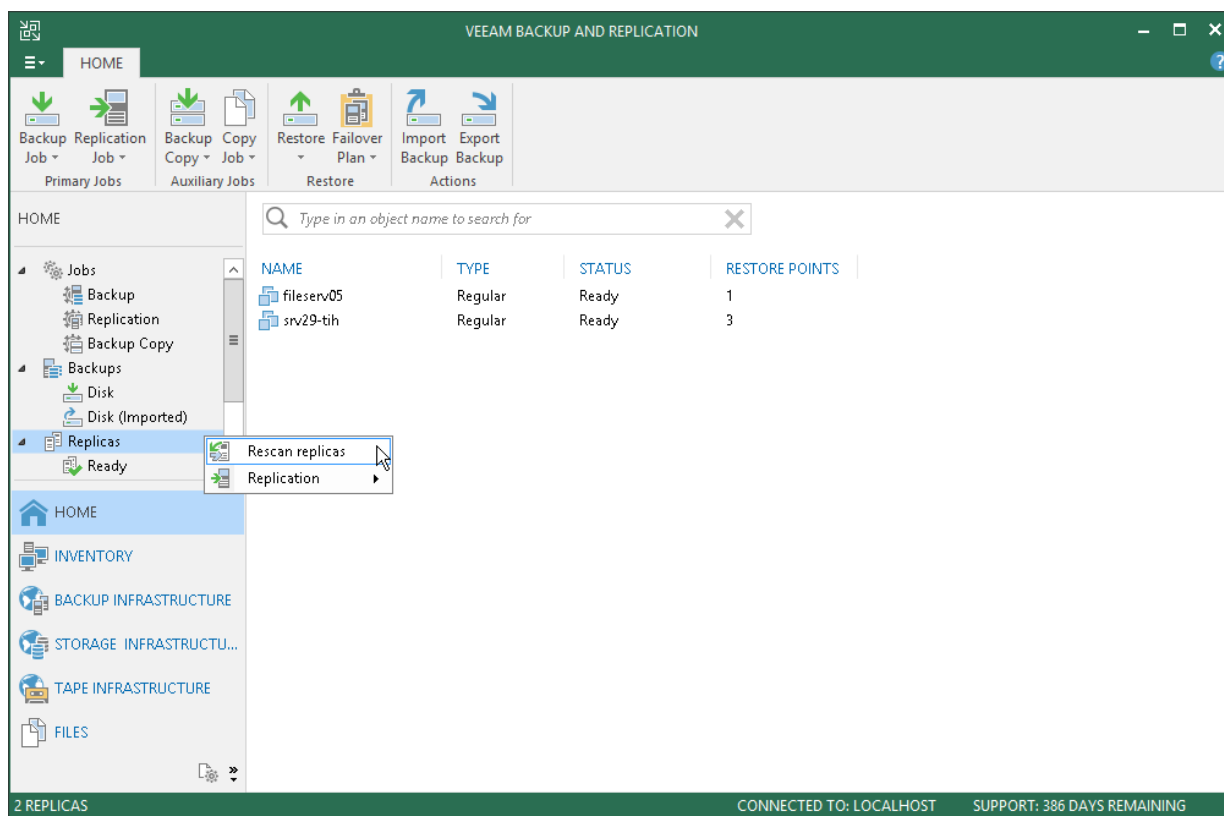 VEEAM BACKUP AND REPLICATION
HOME
Backup Job
Replication Job
Backup Copy
Copy Job
Restore
Failover Plan
Import Backup
Export Backup
Primary Jobs
Auxiliary Jobs
Restore
Actions
HOME
Type in an object name to search for
Jobs
Backup
Replication
Backup Copy
Backups
Disk
Disk (Imported)
Replicas
Ready
Rescan replicas
Replication
NAME TYPE STATUS RESTORE POINTS
fileserv05 Regular Ready 1
srv29-tih Regular Ready 3
HOME
INVENTORY
BACKUP INFRASTRUCTURE
STORAGE INFRASTRUCTU...
TAPE INFRASTRUCTURE
FILES
2 REPLICAS
CONNECTED TO: LOCALHOST
SUPPORT: 386 DAYS REMAINING